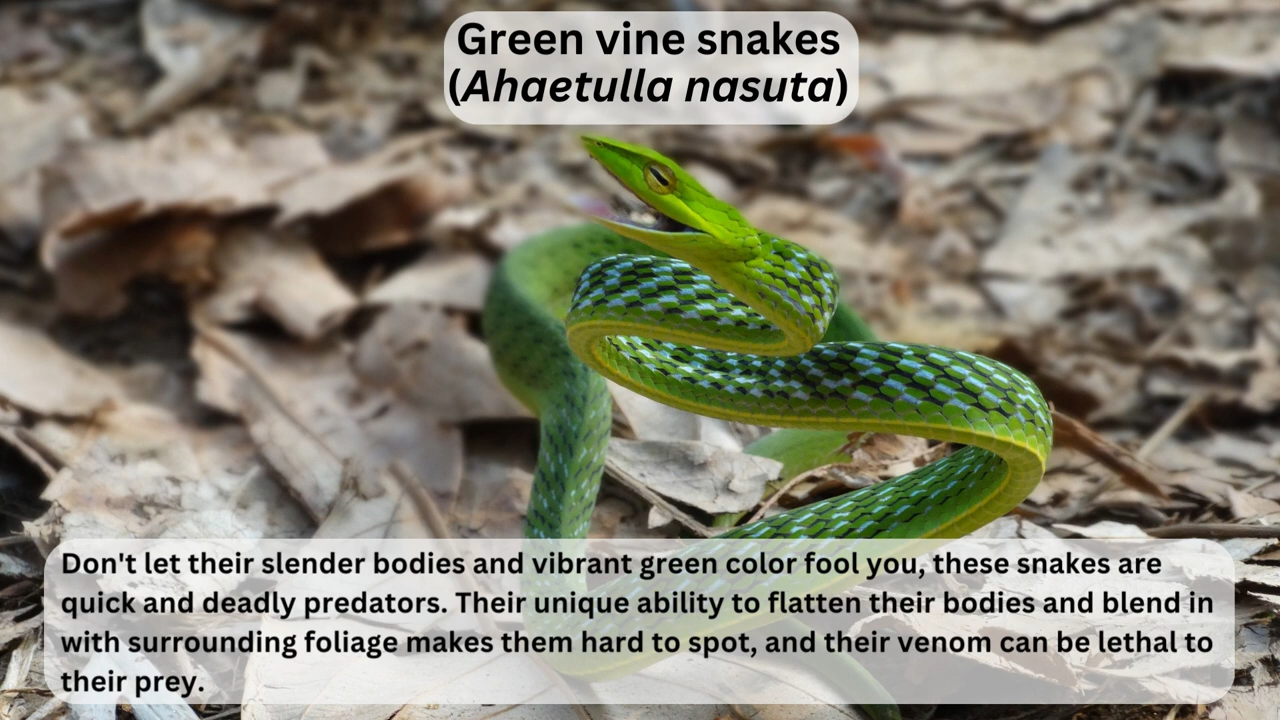 Green vine snakes
(Ahaetulla nasuta)
Don't let their slender bodies and vibrant green color fool you, these snakes are
quick and deadly predators. Their unique ability to flatten their bodies and blend in
with surrounding foliage makes them hard to spot, and their venom can be lethal to
their prey.